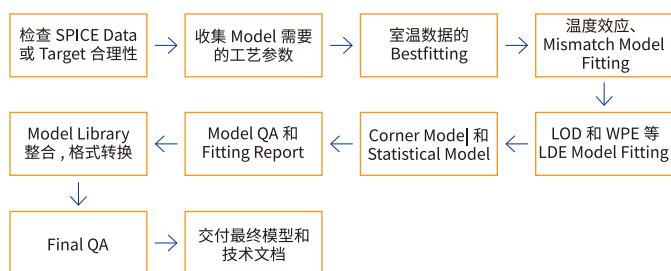 检查 SPICE Data
或 Target 合理性
收集 Model 需要
的工艺参数
室温数据的
Bestfitting
温度效应、
Mismatch Model
Fitting
LOD 和 WPE 等
LDE Model Fitting
Corner Model 和
Statistical Model
Model QA 和
Fitting Report
Model Library
整合 , 格式转换
Final QA
交付最终模型和
技术文档